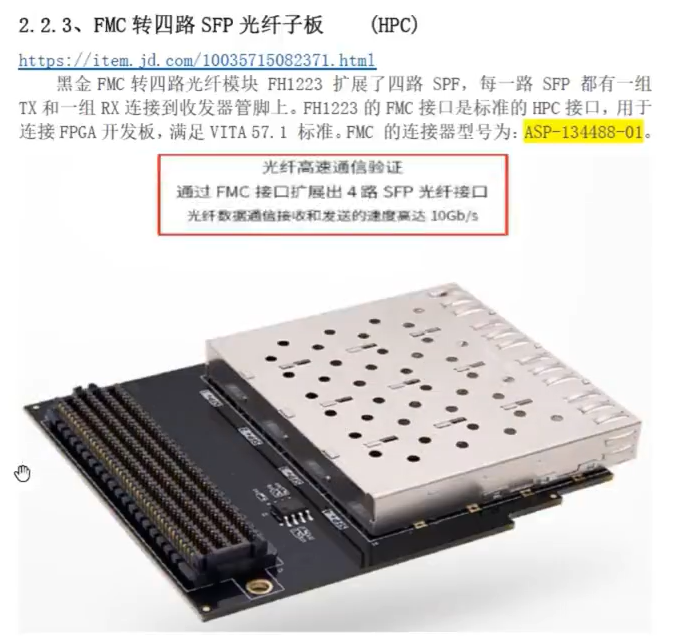 2.2.3、FMC 转四路 SFP 光纤子板 (HPC)
https://item.jd.com/10035715082371.html
黑金 FMC 转四路光纤模块 FH1223 扩展了四路 SPF，每一路 SFP 都有一组
TX 和一组 RX 连接到收发器管脚上。FH1223 的 FMC 接口是标准的 HPC 接口，用于
连接 FPGA 开发板，满足 VITA 57.1 标准。FMC 的连接器型号为：ASP-134488-01。
光纤高速通信验证
通过 FMC 接口扩展出 4 路 SFP 光纤接口
光纤数据通信接收和发送的速度高达 10Gb/s